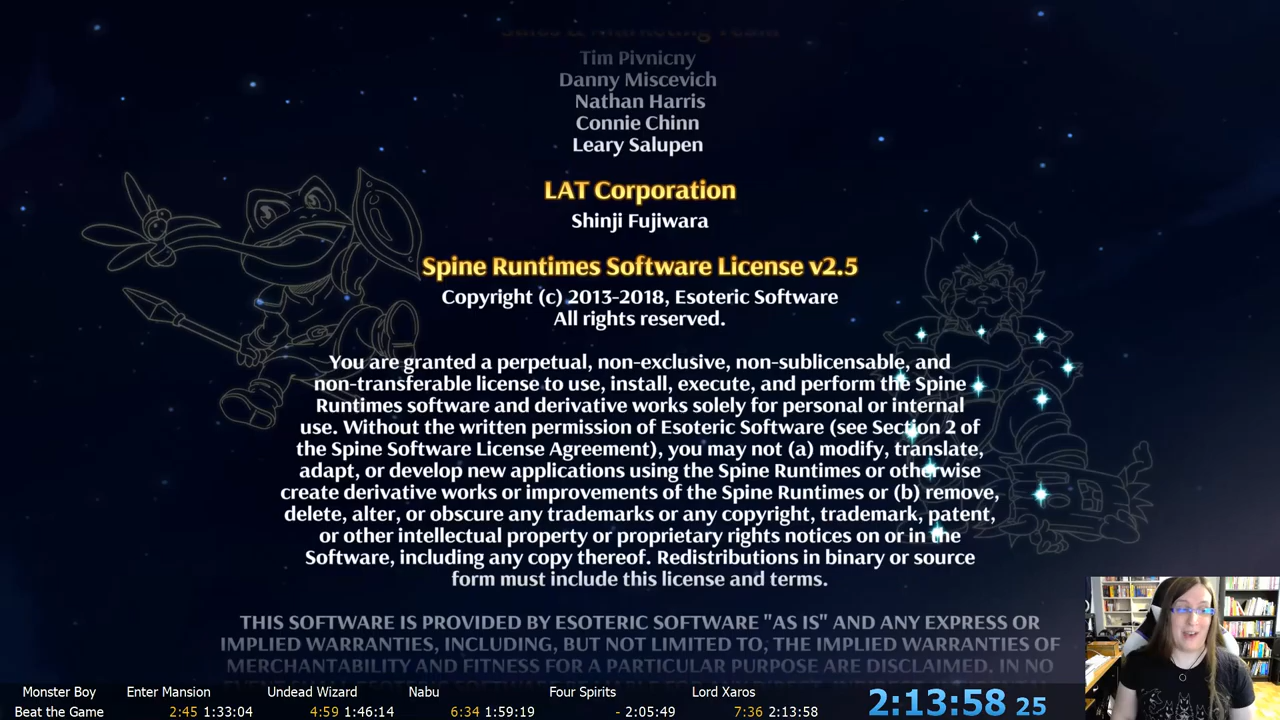 Sales & Marketing Team
Tim Pivnicny
Danny Miscevich
Nathan Harris
Connie Chinn
Leary Salupen
LAT Corporation
Shinji Fujiwara
Spine Runtimes Software License v2.5
Copyright (c) 2013-2018, Esoteric Software
All rights reserved.
You are granted a perpetual, non-exclusive, non-sublicensable, and
non-transferable license to use, install, execute, and perform the Spine
Runtimes software and derivative works solely for personal or internal
use. Without the written permission of Esoteric Software (see Section 2 of
the Spine Software License Agreement), you may not (a) modify, translate,
adapt, or develop new applications using the Spine Runtimes or otherwise
create derivative works or improvements of the Spine Runtimes or (b) remove,
delete, alter, or obscure any trademarks or any copyright, trademark, patent,
or other intellectual property or proprietary rights notices on or in the
Software, including any copy thereof. Redistributions in binary or source
form must include this license and terms.
THIS SOFTWARE IS PROVIDED BY ESOTERIC SOFTWARE "AS IS" AND ANY EXPRESS OR
IMPLIED WARRANTIES, INCLUDING, BUT NOT LIMITED TO, THE IMPLIED WARRANTIES OF
MERCHANTABILITY AND FITNESS FOR A PARTICULAR PURPOSE ARE DISCLAIMED. IN NO
Monster Boy Enter Mansion Undead Wizard Nabu Four Spirits Lord Xaros
Beat the Game 2:45 1:33:04 4:59 1:46:14 6:34 1:59:19 - 2:05:49 7:36 2:13:58
2:13:58 25